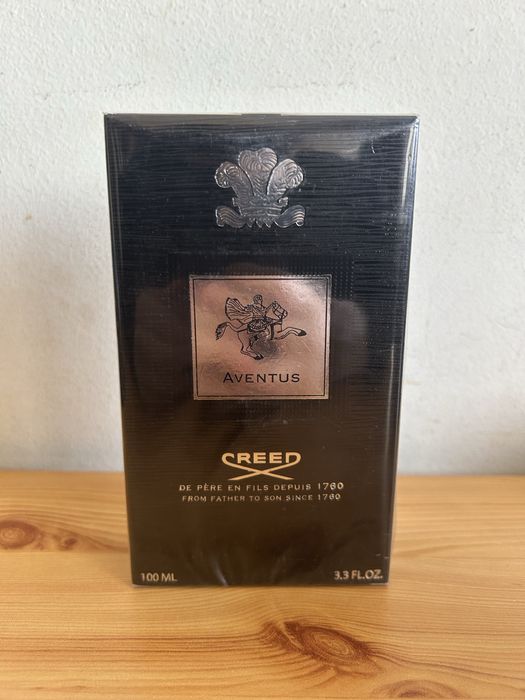 AVENTUS
CREED
DE PÈRE EN FILS DEPUIS 1760
FROM FATHER TO SON SINCE 1760
100 ML 3.3 FL.OZ.